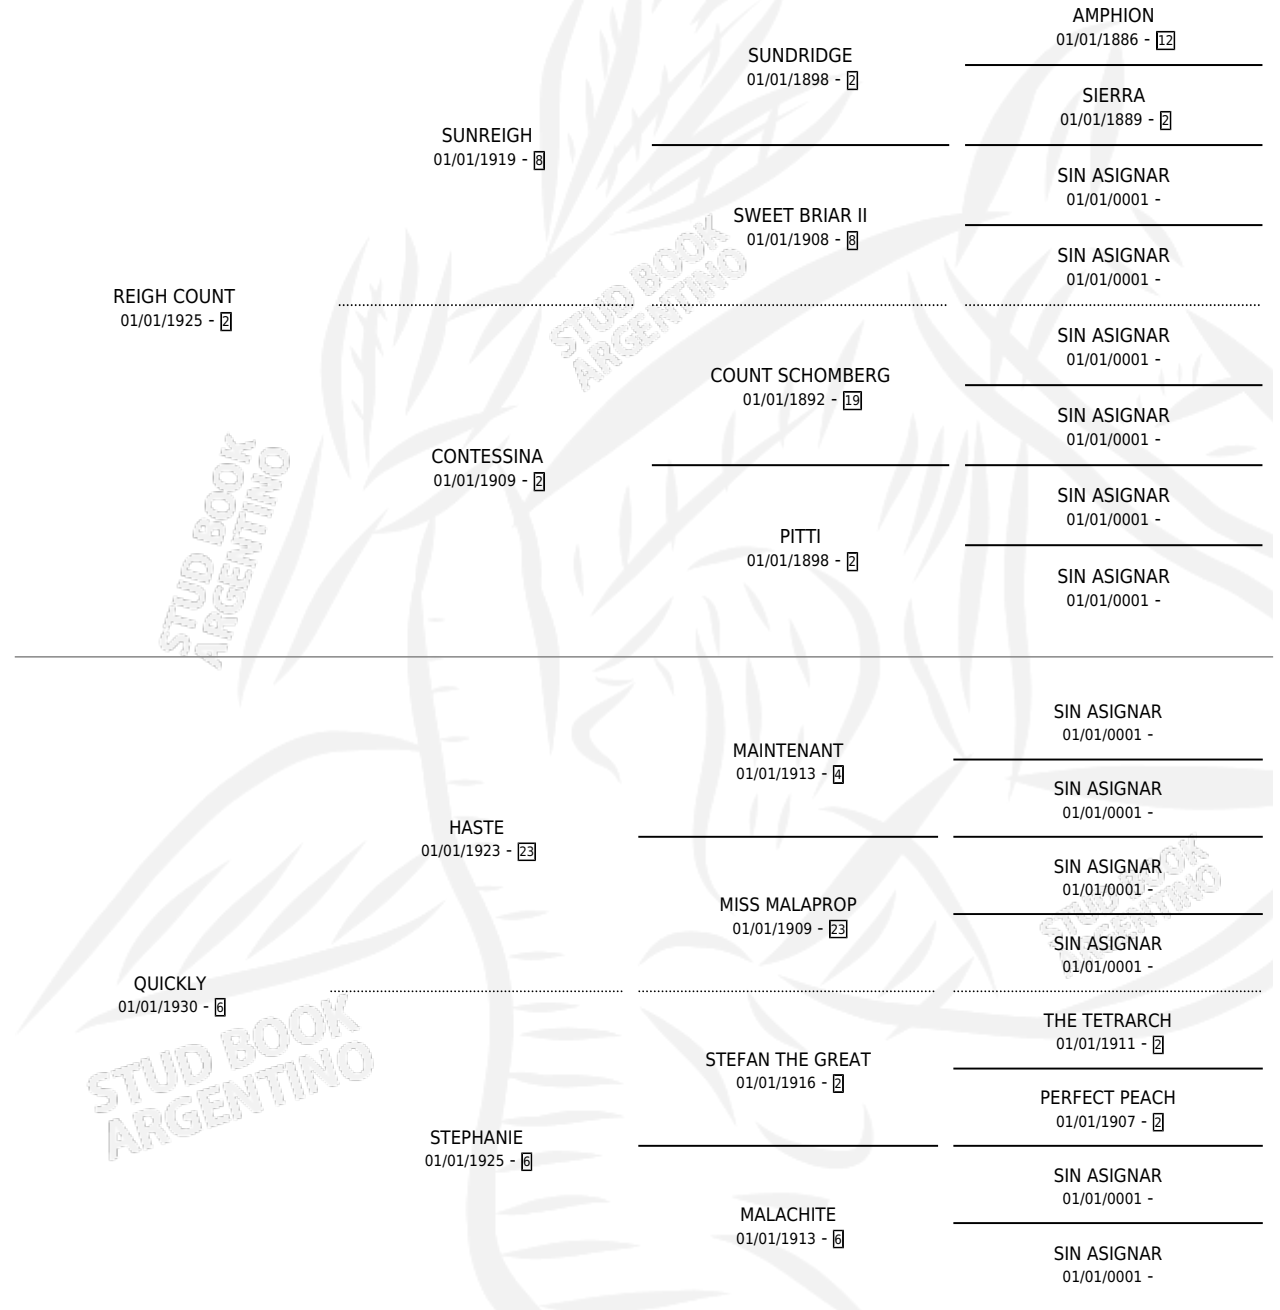 AMPHION
01/01/1886 - 12
SUNDRIDGE
01/01/1898 - 2
SIERRA
01/01/1889 - 2
SUNREIGH
01/01/1919 - 8
SIN ASIGNAR
01/01/0001 -
SWEET BRIAR II
01/01/1908 - 8
SIN ASIGNAR
01/01/0001 -
REIGH COUNT
01/01/1925 - 2
STUD BOOK
ARGENTINO
SIN ASIGNAR
01/01/0001 -
COUNT SCHOMBERG
01/01/1892 - 19
SIN ASIGNAR
01/01/0001 -
CONTESSINA
01/01/1909 - 2
SIN ASIGNAR
01/01/0001 -
PITTI
01/01/1898 - 2
SIN ASIGNAR
01/01/0001 -
STUD BOOK
ARGENTINO
SIN ASIGNAR
01/01/0001 -
MAINTENANT
01/01/1913 - 4
SIN ASIGNAR
01/01/0001 -
HASTE
01/01/1923 - 23
SIN ASIGNAR
01/01/0001 -
MISS MALAPROP
01/01/1909 - 23
SIN ASIGNAR
01/01/0001 -
STUD BOOK
ARGENTINO
QUICKLY
01/01/1930 - 6
STUD BOOK
ARGENTINO
THE TETRARCH
01/01/1911 - 2
STEFAN THE GREAT
01/01/1916 - 2
PERFECT PEACH
01/01/1907 - 2
STEPHANIE
01/01/1925 - 6
SIN ASIGNAR
01/01/0001 -
MALACHITE
01/01/1913 - 6
SIN ASIGNAR
01/01/0001 -